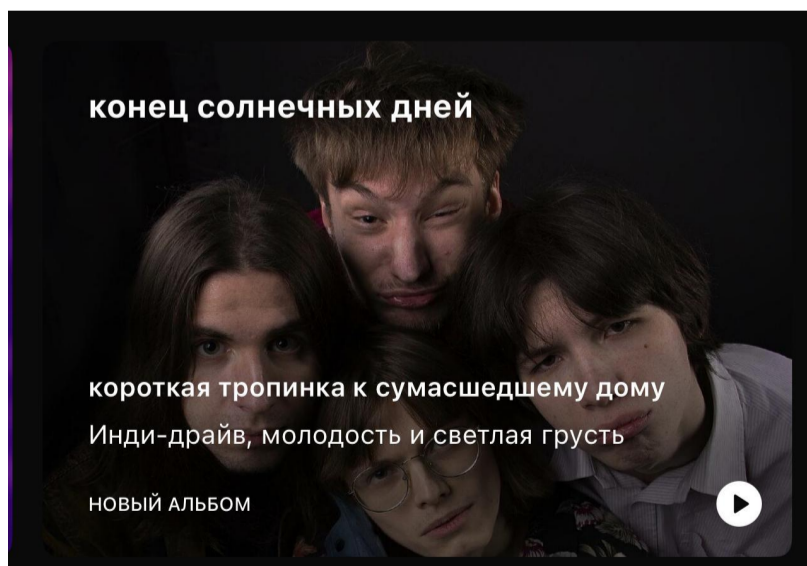 конец солнечных дней
короткая тропинка к сумасшедшему дому
Инди-драйв, молодость и светлая грусть
НОВЫЙ АЛЬБОМ